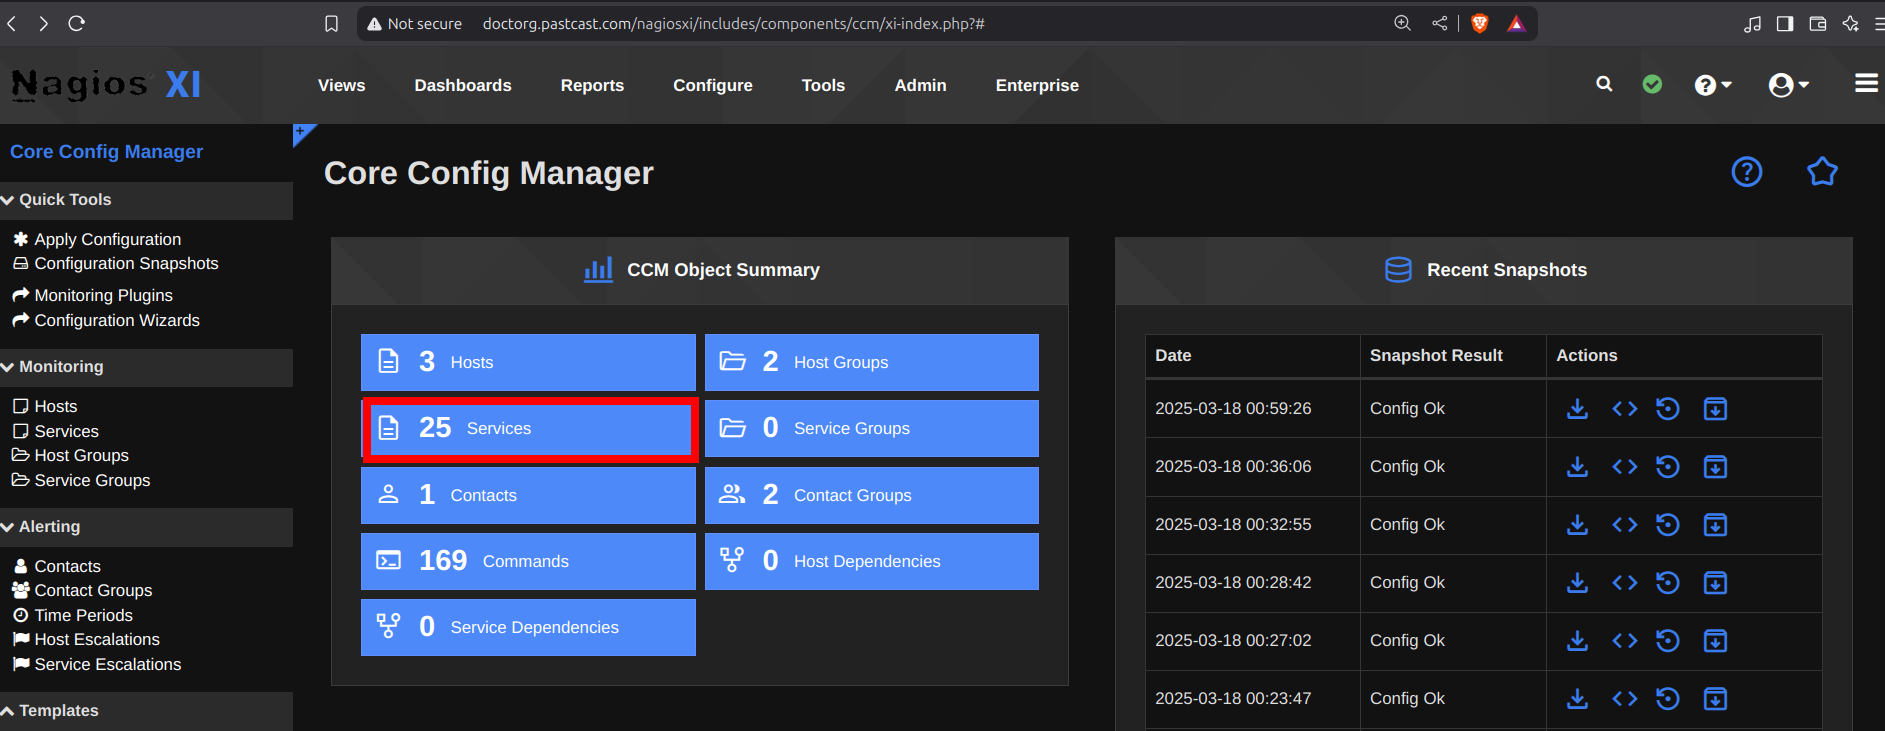 Not secure doctorg.pastcast.com/nagiosxi/includes/components/ccm/xi-index.php?#
Nagios XI
Views Dashboards Reports Configure Tools Admin Enterprise
Core Config Manager
Quick Tools
Apply Configuration
Configuration Snapshots
Monitoring Plugins
Configuration Wizards
Monitoring
Hosts
Services
Host Groups
Service Groups
Alerting
Contacts
Contact Groups
Time Periods
Host Escalations
Service Escalations
Templates
Core Config Manager
CCM Object Summary
3 Hosts
2 Host Groups
25 Services
0 Service Groups
1 Contacts
2 Contact Groups
169 Commands
0 Host Dependencies
0 Service Dependencies
Recent Snapshots
Date Snapshot Result Actions
2025-03-18 00:59:26 Config Ok
2025-03-18 00:36:06 Config Ok
2025-03-18 00:32:55 Config Ok
2025-03-18 00:28:42 Config Ok
2025-03-18 00:27:02 Config Ok
2025-03-18 00:23:47 Config Ok